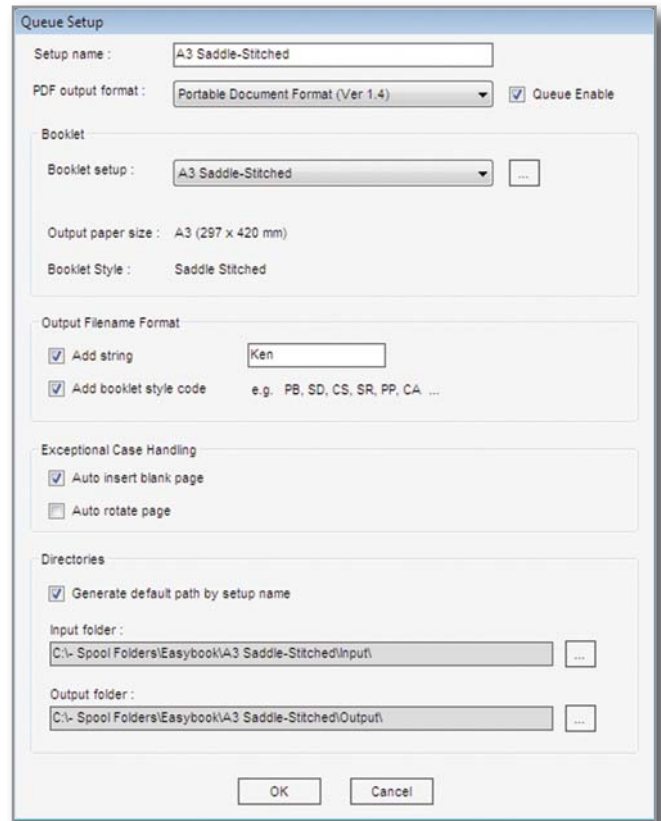 Queue Setup
Setup name : A3 Saddle-Stitched
PDF output format : Portable Document Format (Ver 1.4) Queue Enable
Booklet
Booklet setup : A3 Saddle-Stitched ...
Output paper size : A3 (297 x 420 mm)
Booklet Style : Saddle Stitched
Output Filename Format
Add string Ken
Add booklet style code e.g. PB, SD, CS, SR, PP, CA ...
Exceptional Case Handling
Auto insert blank page
Auto rotate page
Directories
Generate default path by setup name
Input folder :
C:\- Spool Folders\Easybook\A3 Saddle-Stitched\Input\ ...
Output folder :
C:\- Spool Folders\Easybook\A3 Saddle-Stitched\Output\ ...
OK Cancel